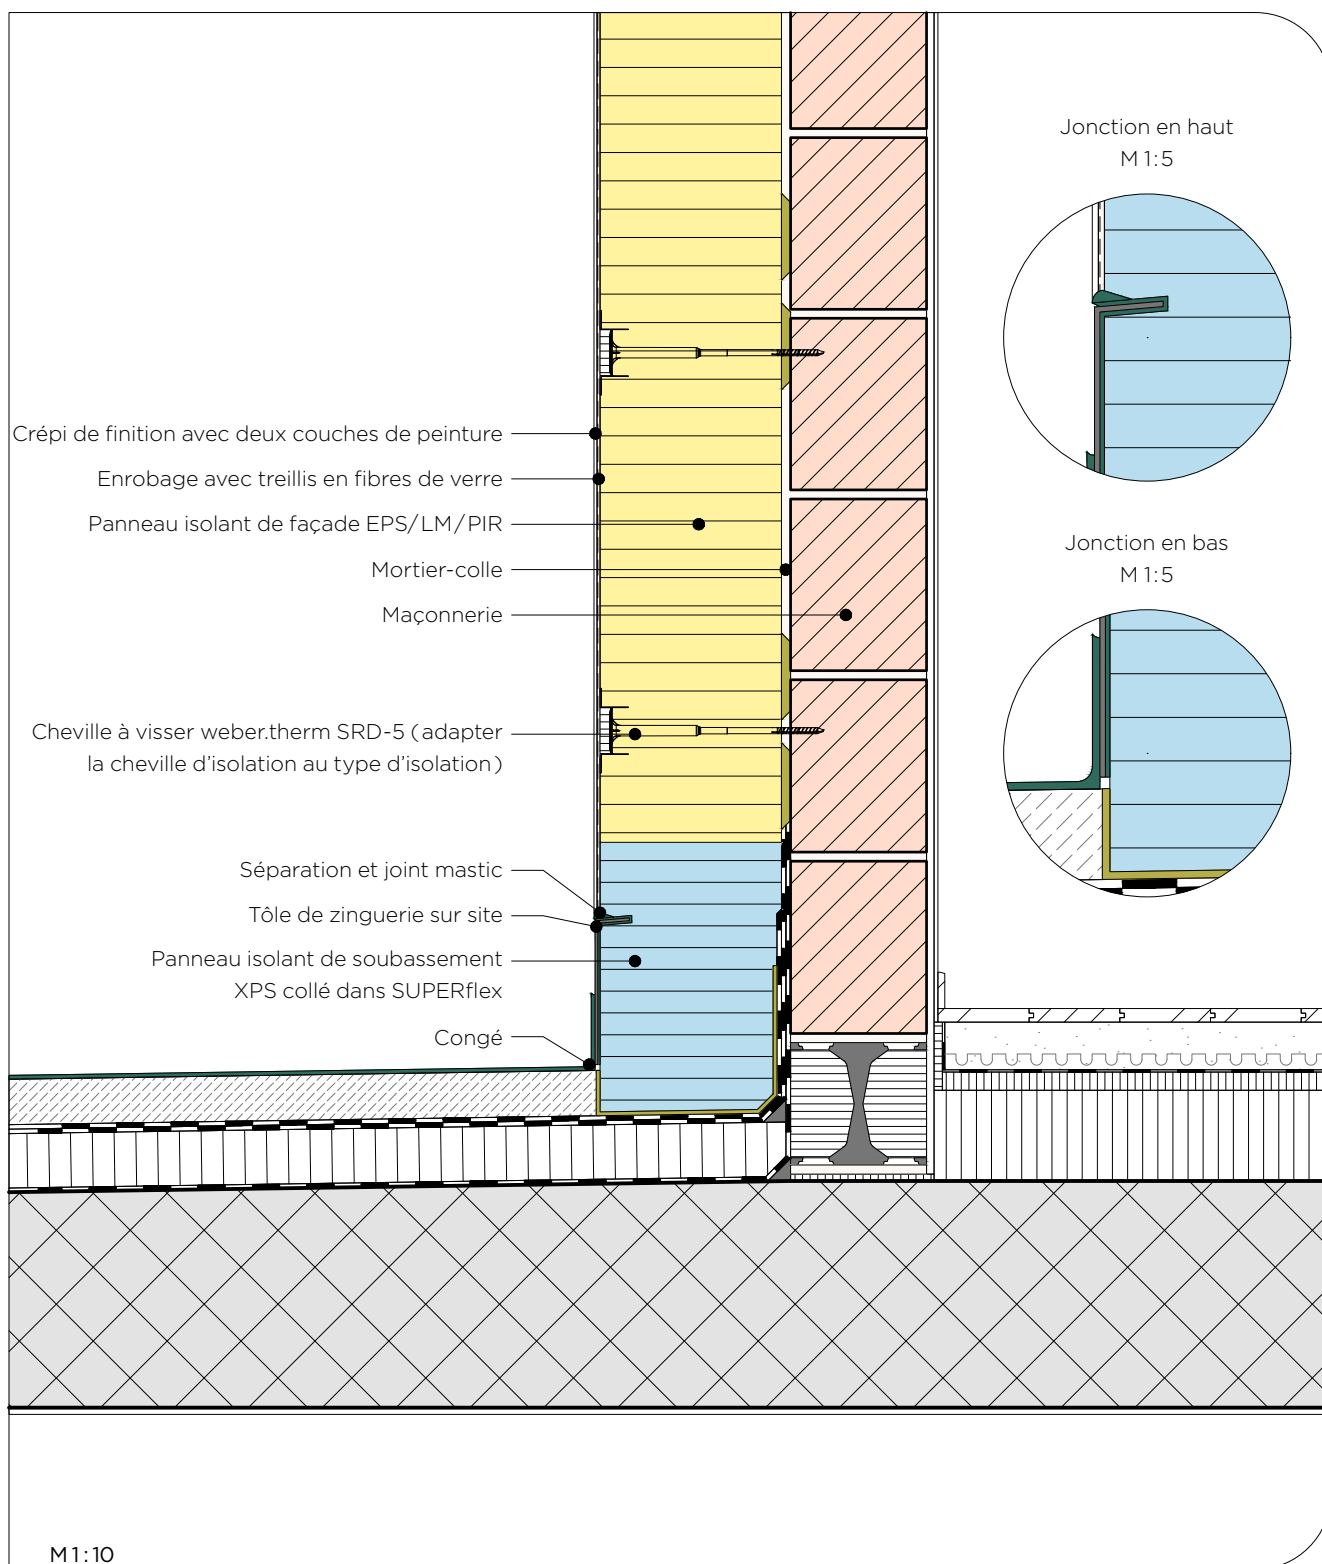 Jonction en haut
M 1:5
Crépi de finition avec deux couches de peinture
Enrobage avec treillis en fibres de verre
Panneau isolant de façade EPS/LM/PIR
Mortier-colle
Maçonnerie
Jonction en bas
M 1:5
Cheville à visser weber.therm SRD-5 (adapter
la cheville d'isolation au type d'isolation)
Séparation et joint mastic
Tôle de zinguerie sur site
Panneau isolant de soubassement
XPS collé dans SUPERflex
Congé
M 1:10